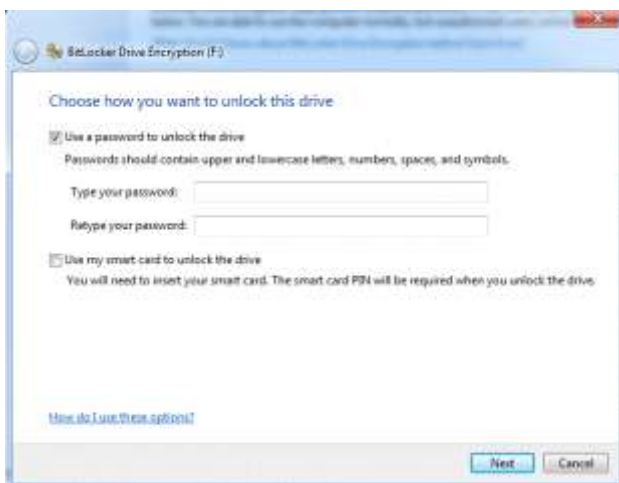 BitLocker Drive Encryption (F:)
Choose how you want to unlock this drive
Use a password to unlock the drive
Passwords should contain upper and lowercase letters, numbers, spaces, and symbols.
Type your password:
Retype your password:
Use my smart card to unlock the drive
You will need to insert your smart card. The smart card PIN will be required when you unlock the drive.
How do I use these options?
Next
Cancel